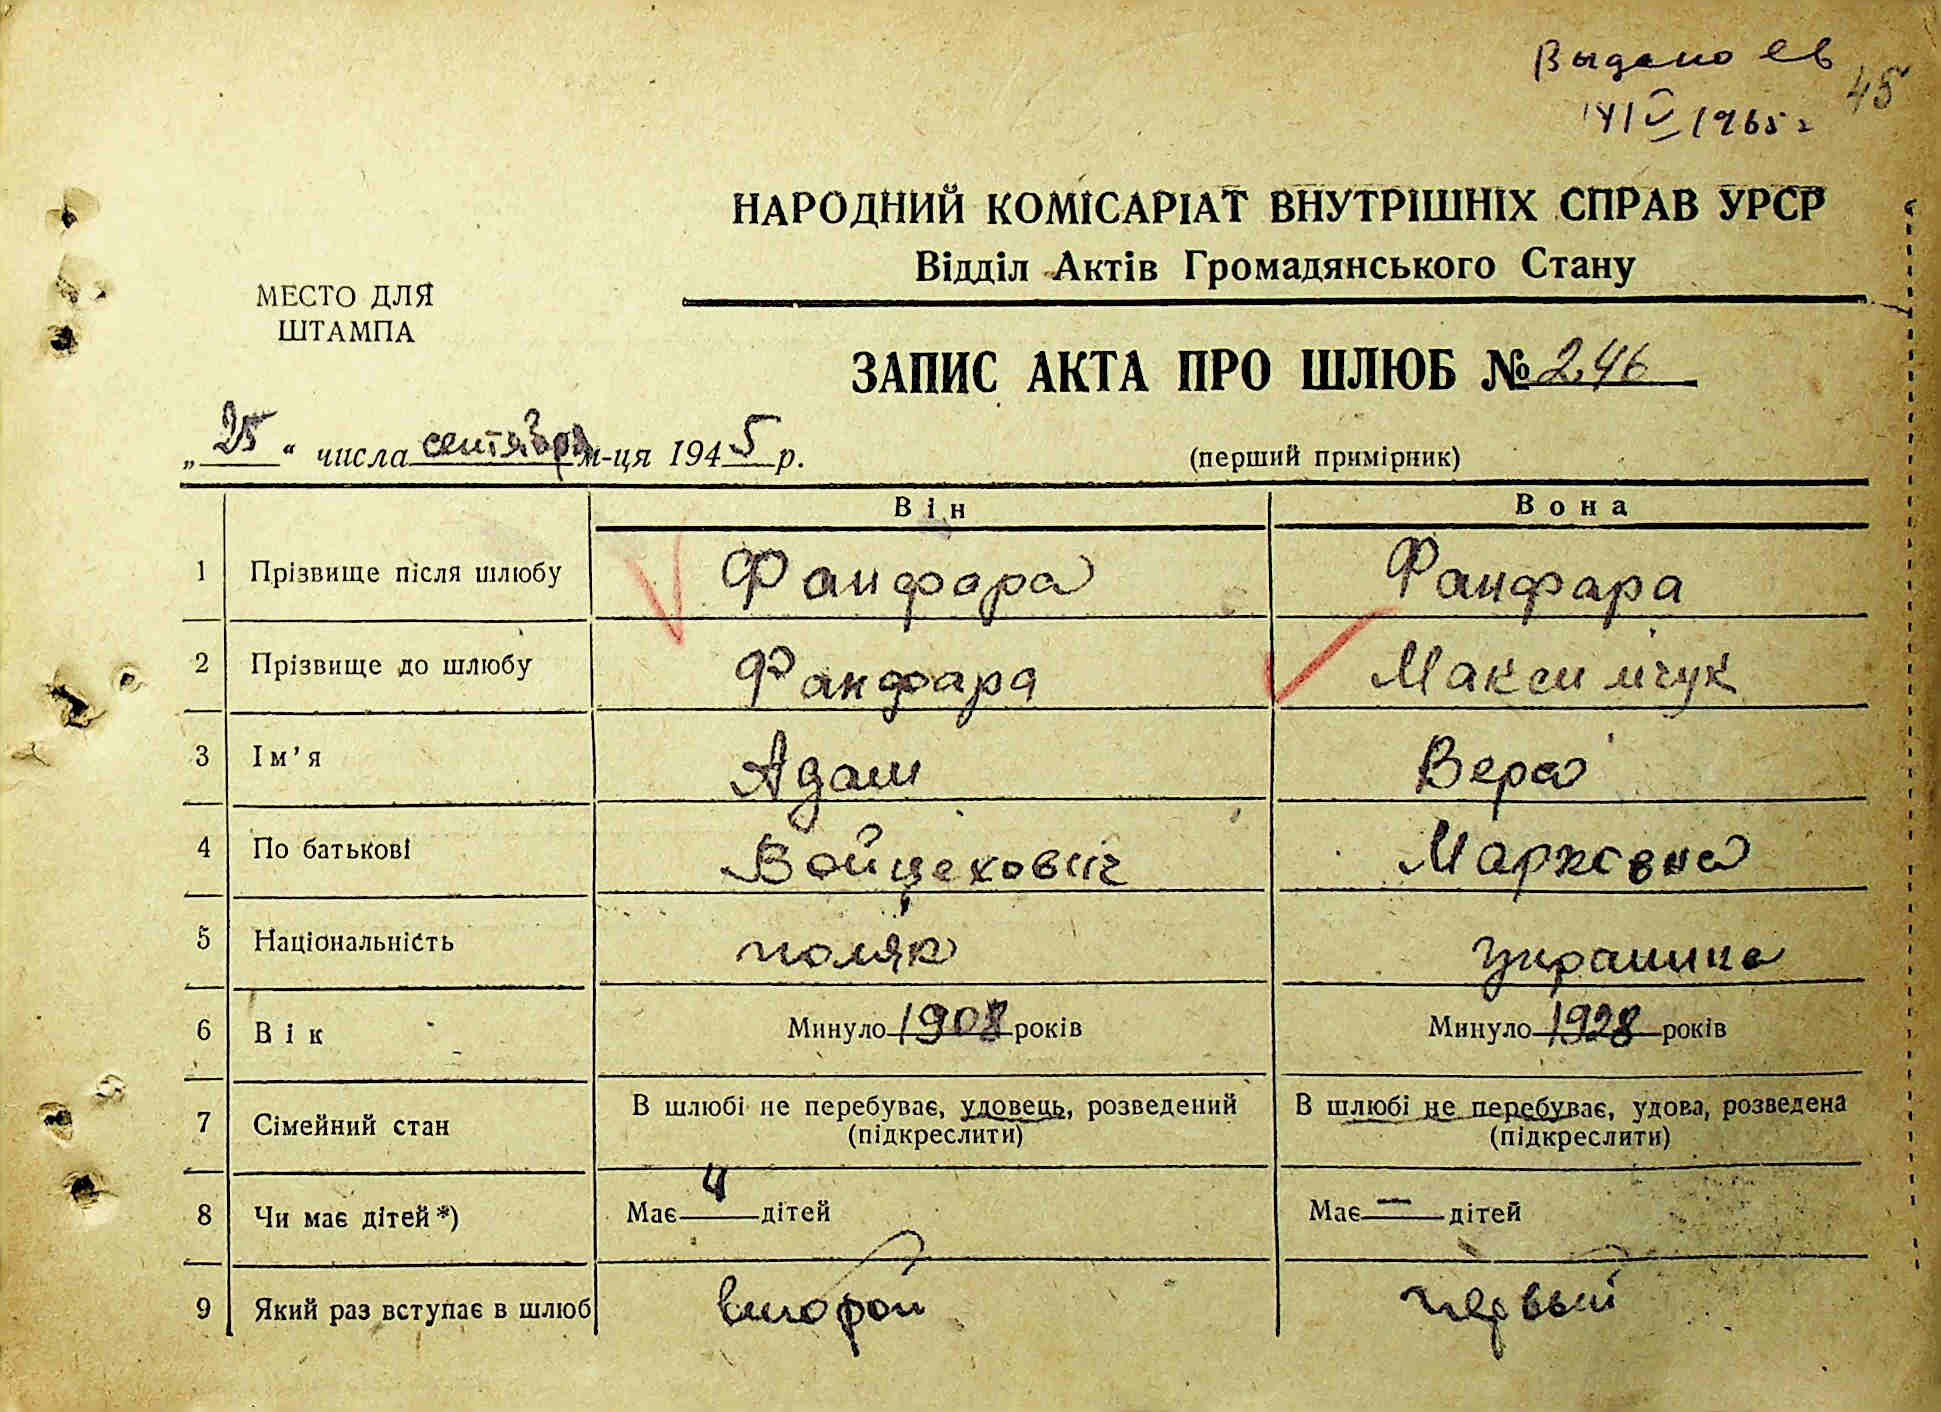 Выдано св
14/V 1965 г
45
НАРОДНИЙ КОМІСАРІАТ ВНУТРІШНІХ СПРАВ УРСР
Відділ Актів Громадянського Стану
МЕСТО ДЛЯ
ШТАМПА
ЗАПИС АКТА ПРО ШЛЮБ № 246
„25“ числа сентября м-ця 1945 р.
(перший примірник)
Він Вона
1 Прізвище після шлюбу Фанфара Фанфара
2 Прізвище до шлюбу Фанфара Максимчук
3 Ім’я Адам Вера
4 По батькові Войцехович Марковна
5 Національність поляк украинка
6 Вік Минуло 1908 років Минуло 1928 років
7 Сімейний стан В шлюбі не перебуває, удовець, розведений В шлюбі не перебуває, удова, розведена
(підкреслити) (підкреслити)
8 Чи має дітей*) Має 4 дітей Має — дітей
9 Який раз вступає в шлюб второй первый